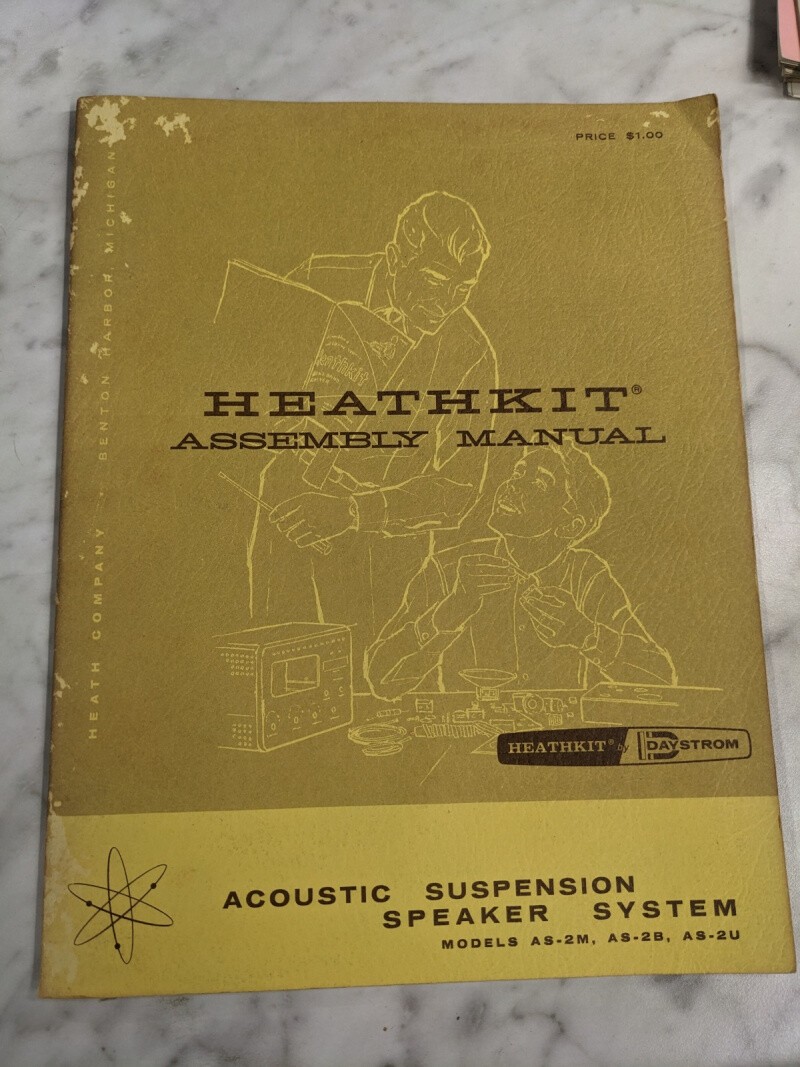 PRICE $1.00
HEATHKIT®
ASSEMBLY MANUAL
HEATH COMPANY • BENTON HARBOR, MICHIGAN
HEATHKIT® by DAYSTROM
ACOUSTIC SUSPENSION
SPEAKER SYSTEM
MODELS AS-2M, AS-2B, AS-2U